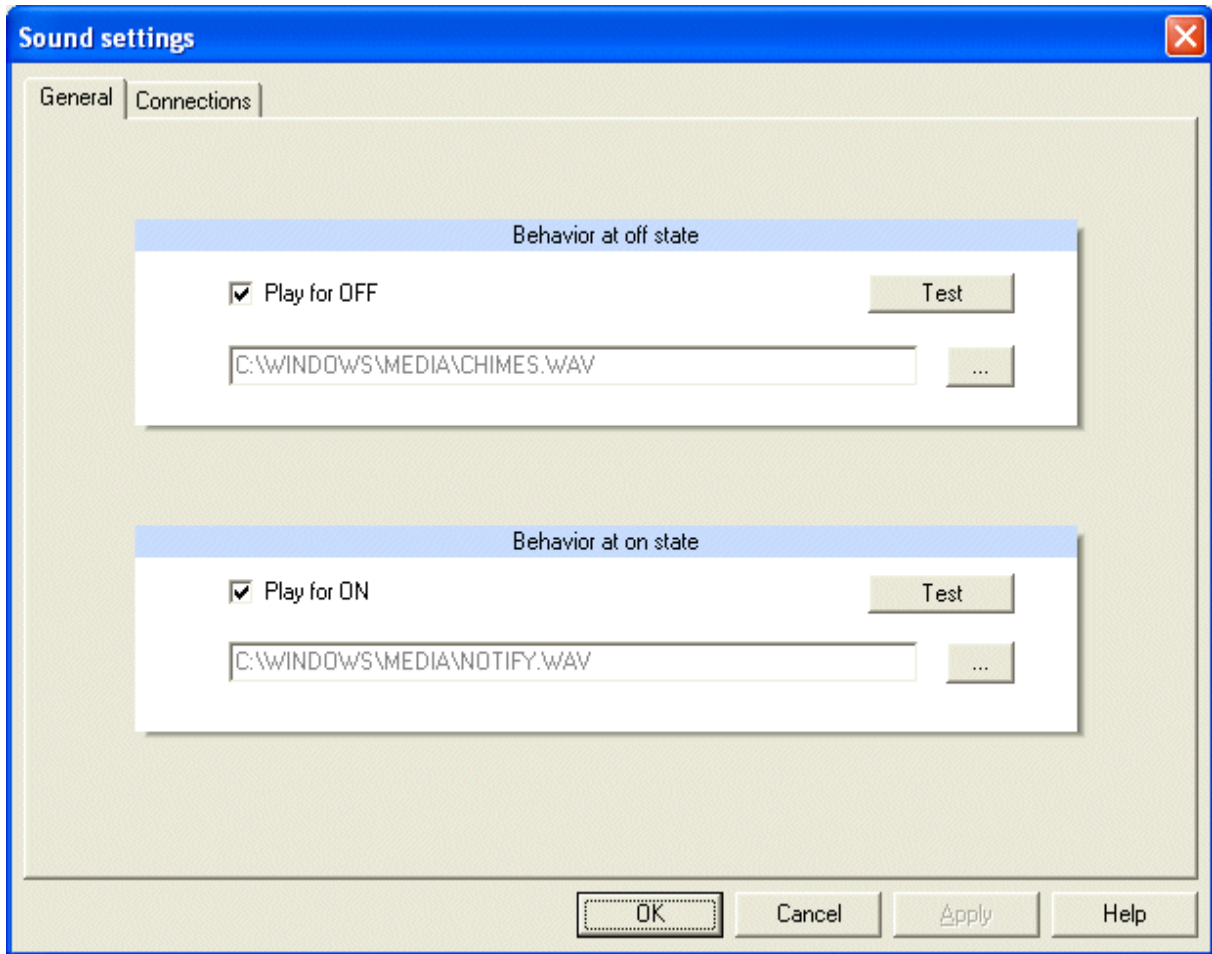 Sound settings
General Connections
Behavior at off state
Play for OFF Test
C:\WINDOWS\MEDIA\CHIMES.WAV ...
Behavior at on state
Play for ON Test
C:\WINDOWS\MEDIA\NOTIFY.WAV ...
OK Cancel Apply Help